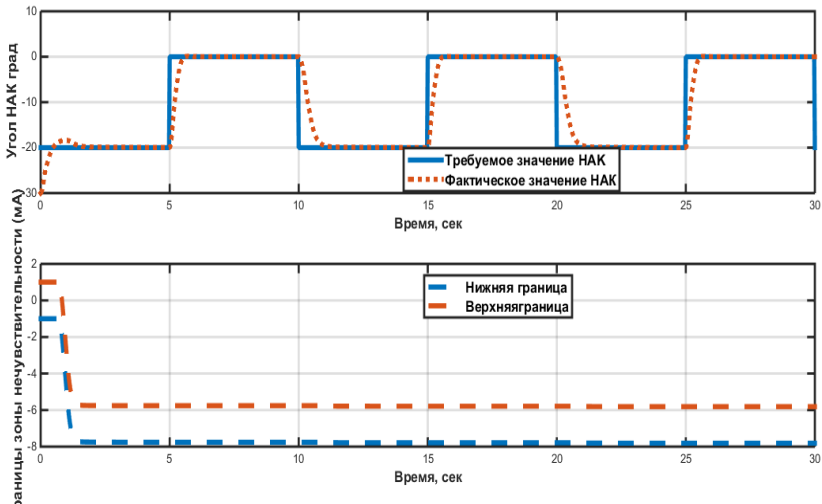 10
0
-10
-20
-30
Угол НАК град
Требуемое значение НАК
Фактическое значение НАК
0 5 10 15 20 25 30
Время, сек
2
0
-2
-4
-6
-8
раницы зоны нечувствительности (мА)
Нижняя граница
Верхняяграница
0 5 10 15 20 25 30
Время, сек